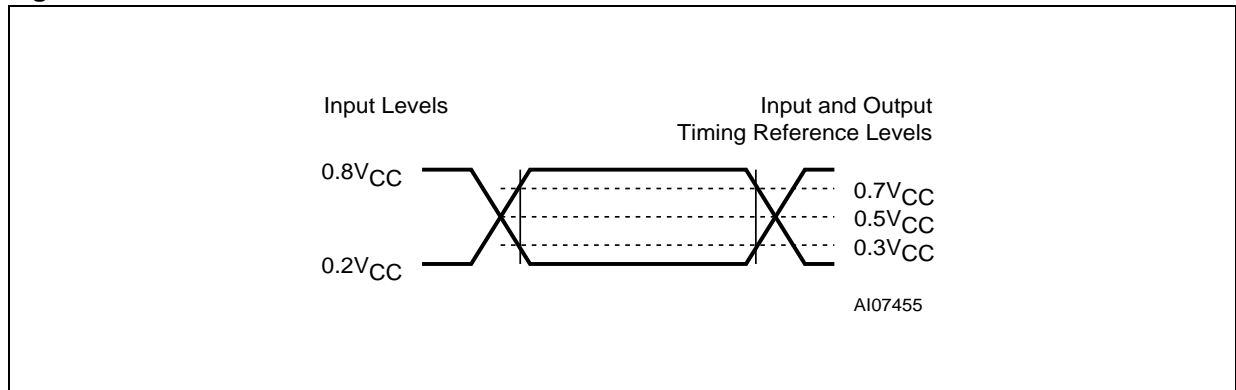 Input Levels
Input and Output
Timing Reference Levels
0.8VCC
0.7VCC
0.5VCC
0.3VCC
0.2VCC
AI07455